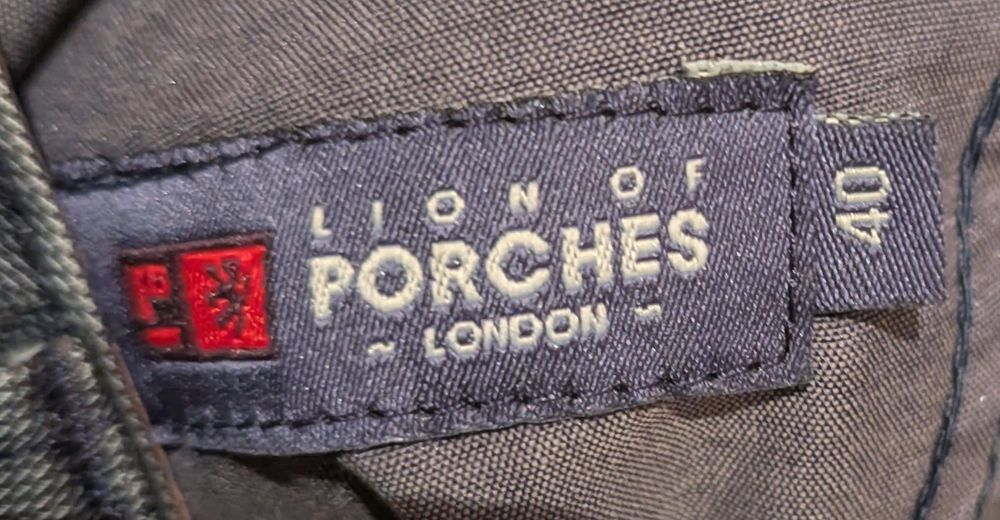 LION OF
PORCHES
~ LONDON ~
40